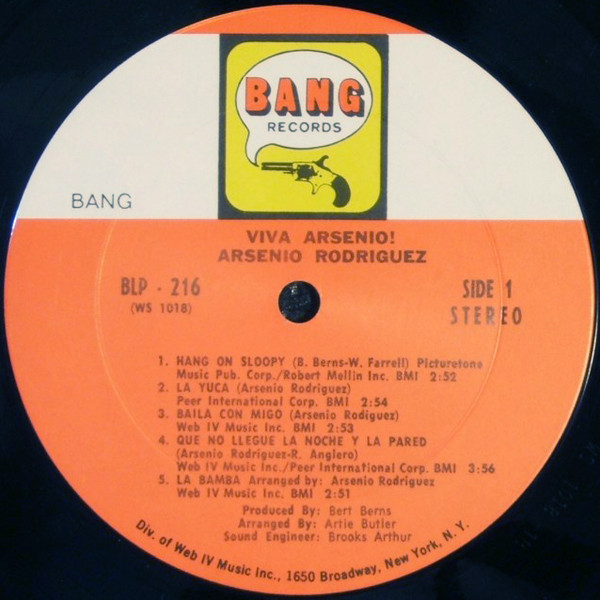 BANG
RECORDS
BANG
VIVA ARSENIO!
ARSENIO RODRIGUEZ
BLP - 216
(WS 1018)
SIDE 1
STEREO
1. HANG ON SLOOPY (B. Berns-W. Farrell) Picturetone
Music Pub. Corp./Robert Mellin Inc. BMI 2:52
2. LA YUCA (Arsenio Rodriguez)
Peer International Corp. BMI 2:54
3. BAILA CON MIGO (Arsenio Rodiguez)
Web IV Music Inc. BMI 2:53
4. QUE NO LLEGUE LA NOCHE Y LA PARED
(Arsenio Rodriguez-R. Anglero)
Web IV Music Inc./Peer International Corp. BMI 3:56
5. LA BAMBA Arranged by: Arsenio Rodriguez
Web IV Music Inc. BMI 2:51
Produced By: Bert Berns
Arranged By: Artie Butler
Sound Engineer: Brooks Arthur
Div. of Web IV Music Inc., 1650 Broadway, New York, N. Y.